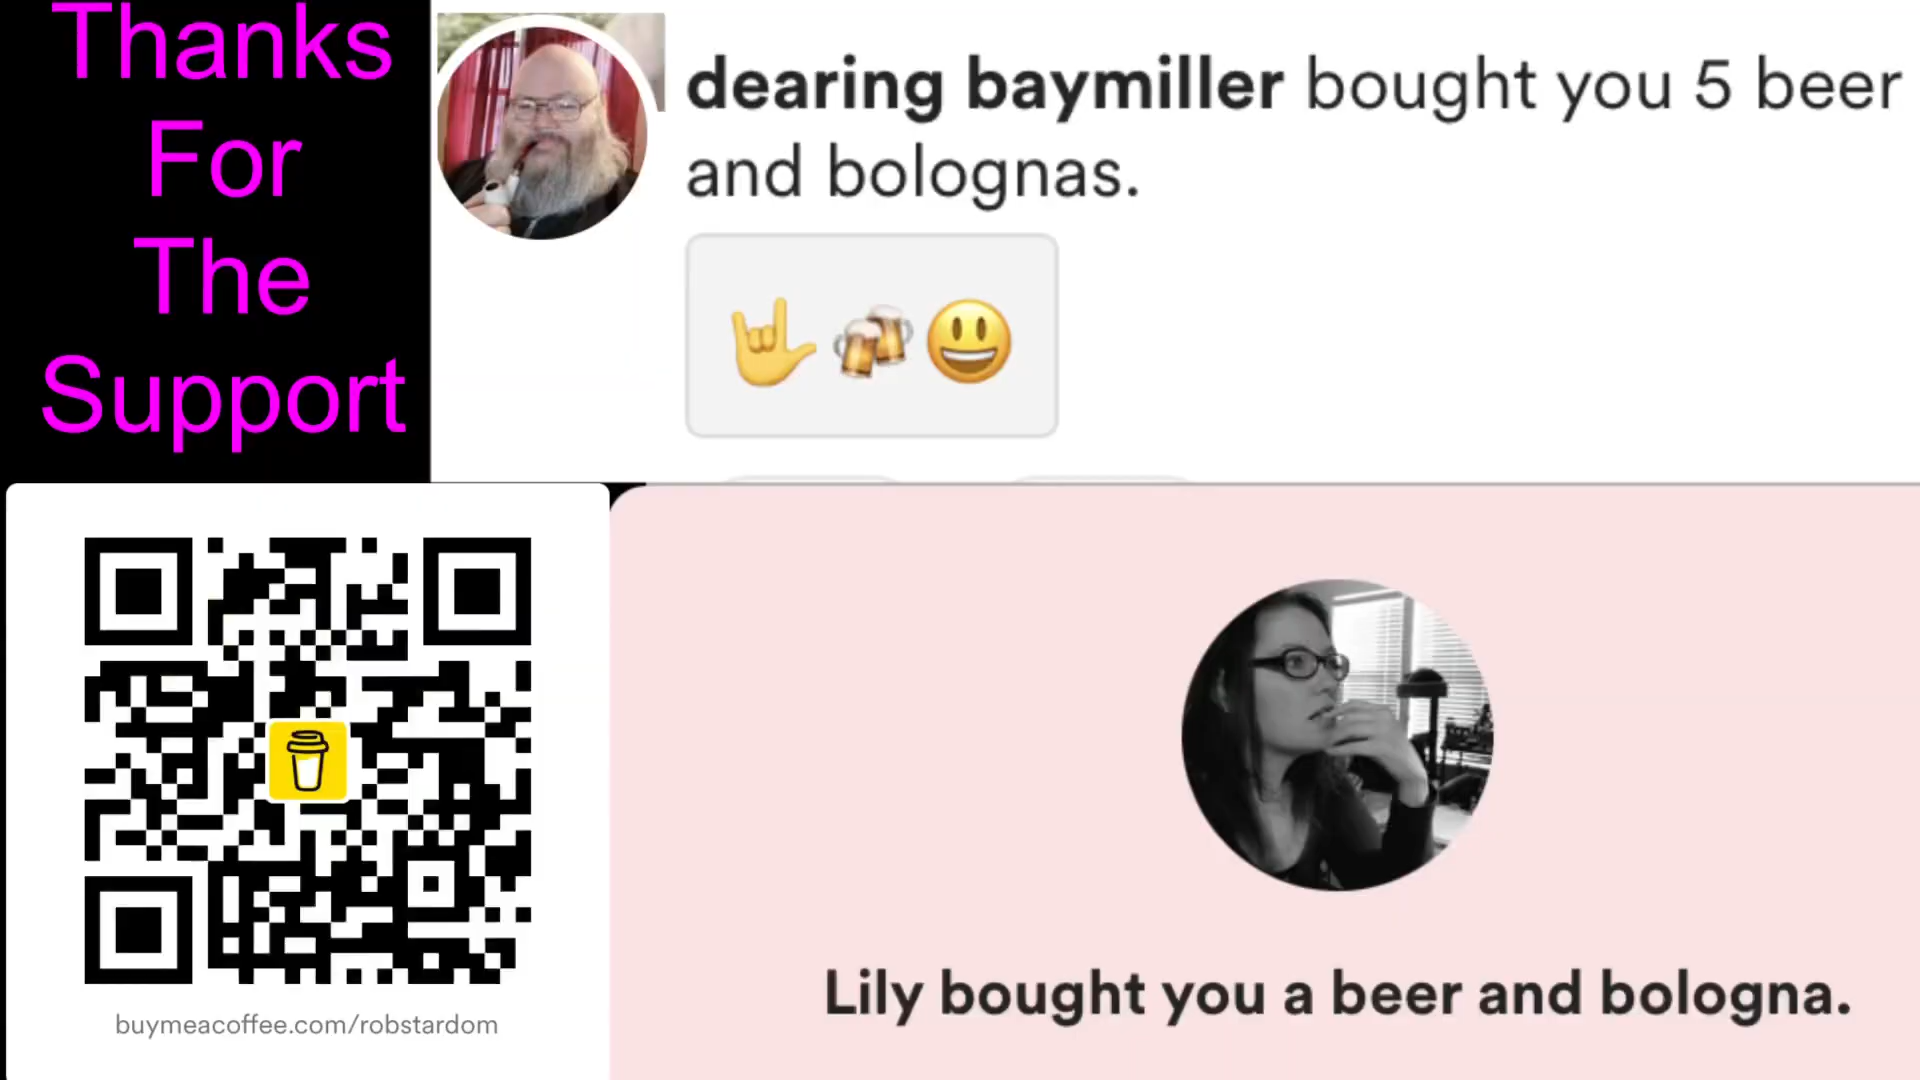 Thanks
For
The
Support
dearing baymiller bought you 5 beer
and bolognas.
🤟🍻😃
buymeacoffee.com/robstardom
Lily bought you a beer and bologna.